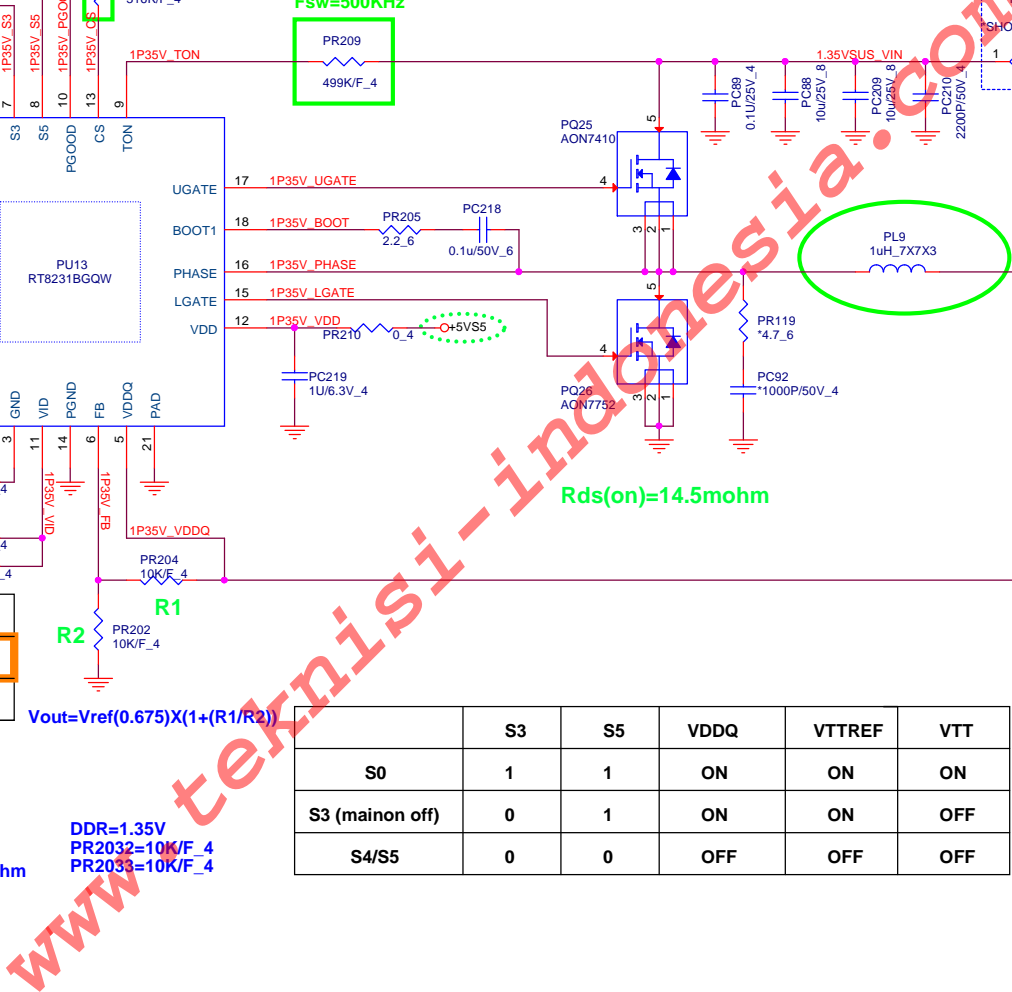 Fsw=500KHz
1P35V_S3
1P35V_S5
1P35V_CS
PR209
499K/F_4
1P35V_TON
1.35VSUS_VIN
1
7
8
10
13
9
S3
S5
PGOOD
CS
TON
PC89
0.1U/25V_4
PC88
10u/25V_8
PC209
10u/25V_8
PC210
2200P/50V_4
PQ25
AON7410
5
4
3
2
1
UGATE
17
1P35V_UGATE
BOOT1
18
1P35V_BOOT
PR205
2.2_6
PC218
0.1u/50V_6
PU13
RT8231BGQW
PHASE
16
1P35V_PHASE
LGATE
15
1P35V_LGATE
VDD
12
1P35V_VDD
PR210
0_4
+5VS5
PL9
1uH_7X7X3
5
4
3
2
1
PQ26
AON7752
PR119
*4.7_6
PC92
*1000P/50V_4
PC219
1U/6.3V_4
GND
VID
PGND
FB
VDDQ
PAD
3
11
14
6
5
21
1P35V_VID
1P35V_FB
1P35V_VDDQ
Rds(on)=14.5mohm
PR204
10K/F_4
R1
R2
PR202
10K/F_4
Vout=Vref(0.675)X(1+(R1/R2))
S3 S5 VDDQ VTTREF VTT
S0 1 1 ON ON ON
S3 (mainon off) 0 1 ON ON OFF
S4/S5 0 0 OFF OFF OFF
DDR=1.35V
PR2032=10K/F_4
PR2033=10K/F_4
www.teknisi-indonesia.com